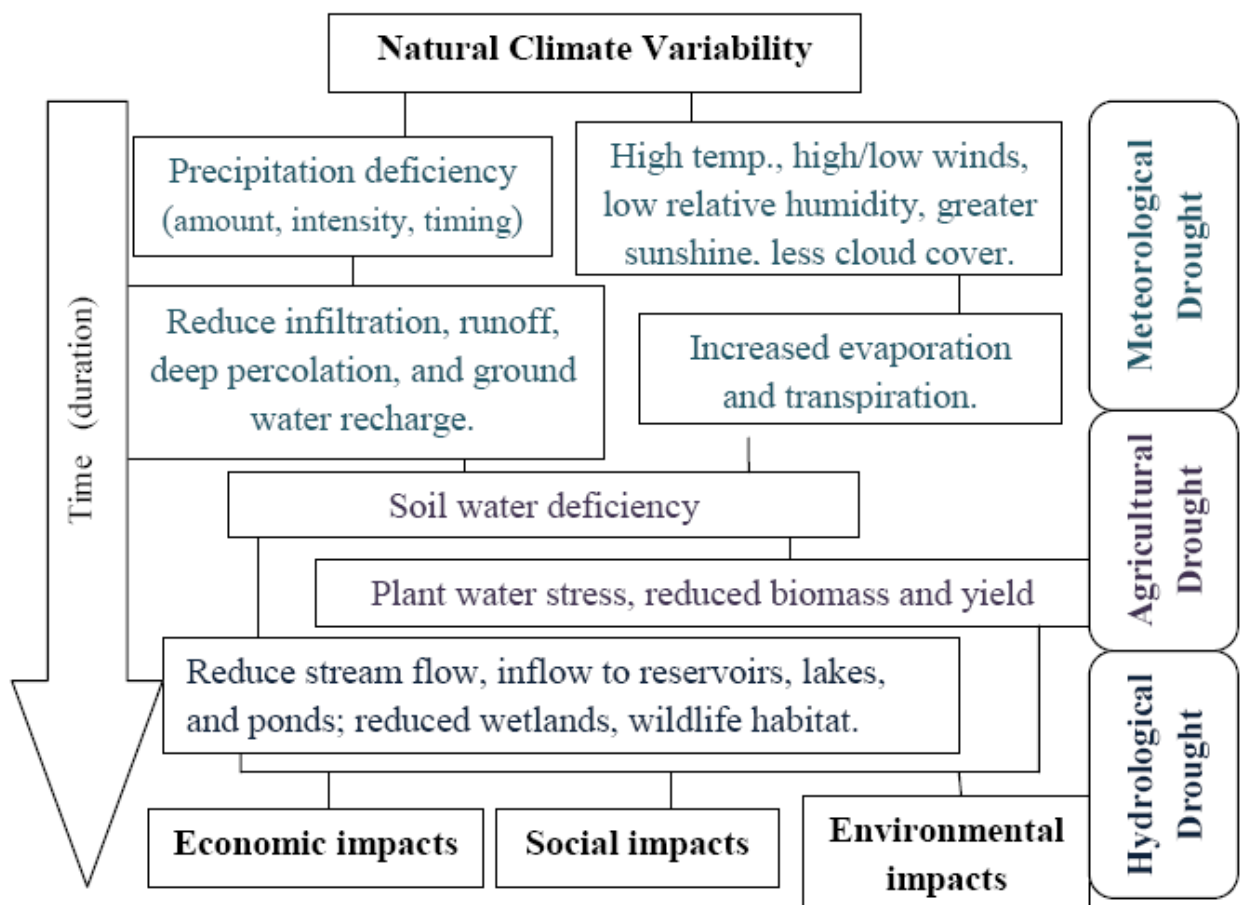 Natural Climate Variability
Precipitation deficiency
(amount, intensity, timing)
High temp., high/low winds,
low relative humidity, greater
sunshine. less cloud cover.
Reduce infiltration, runoff,
deep percolation, and ground
water recharge.
Increased evaporation
and transpiration.
Soil water deficiency
Plant water stress, reduced biomass and yield
Reduce stream flow, inflow to reservoirs, lakes,
and ponds; reduced wetlands, wildlife habitat.
Economic impacts
Social impacts
Environmental
impacts
Time (duration)
Meteorological
Drought
Agricultural
Drought
Hydrological
Drought